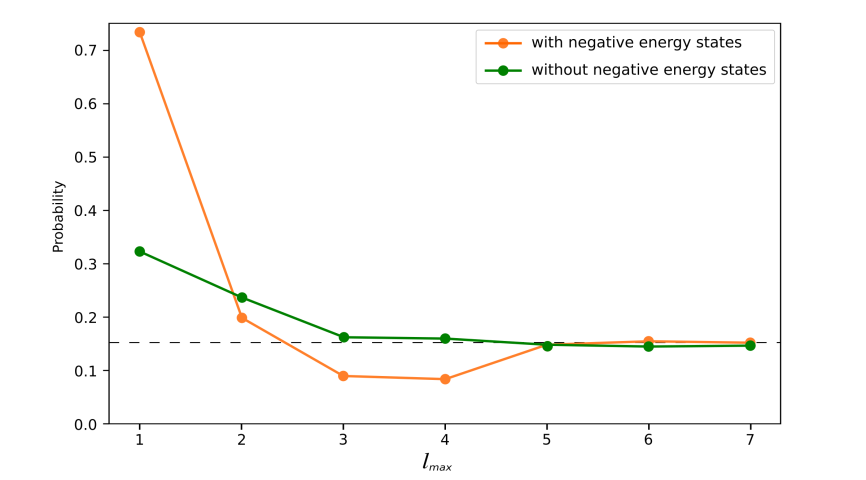 with negative energy states
without negative energy states
Probability
0.7
0.6
0.5
0.4
0.3
0.2
0.1
0.0
1 2 3 4 5 6 7
l_max